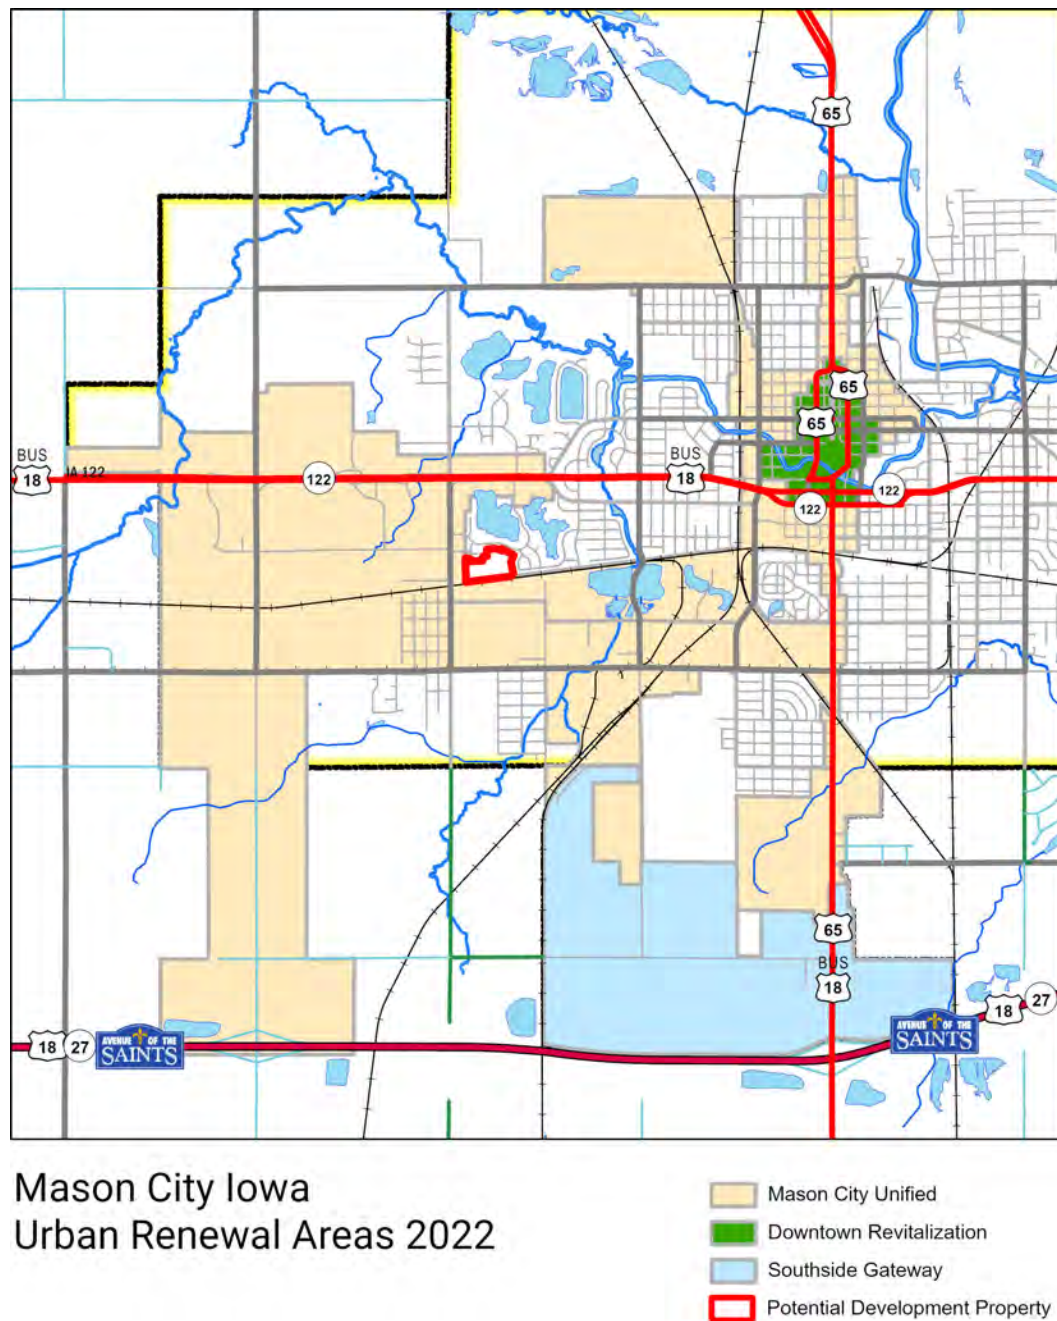 65
65
65
BUS
18
IA 122
122
BUS
18
122
122
65
BUS
18
18
27
AVENUE OF THE
SAINTS
AVENUE OF THE
SAINTS
18
27
Mason City Iowa
Urban Renewal Areas 2022
Mason City Unified
Downtown Revitalization
Southside Gateway
Potential Development Property